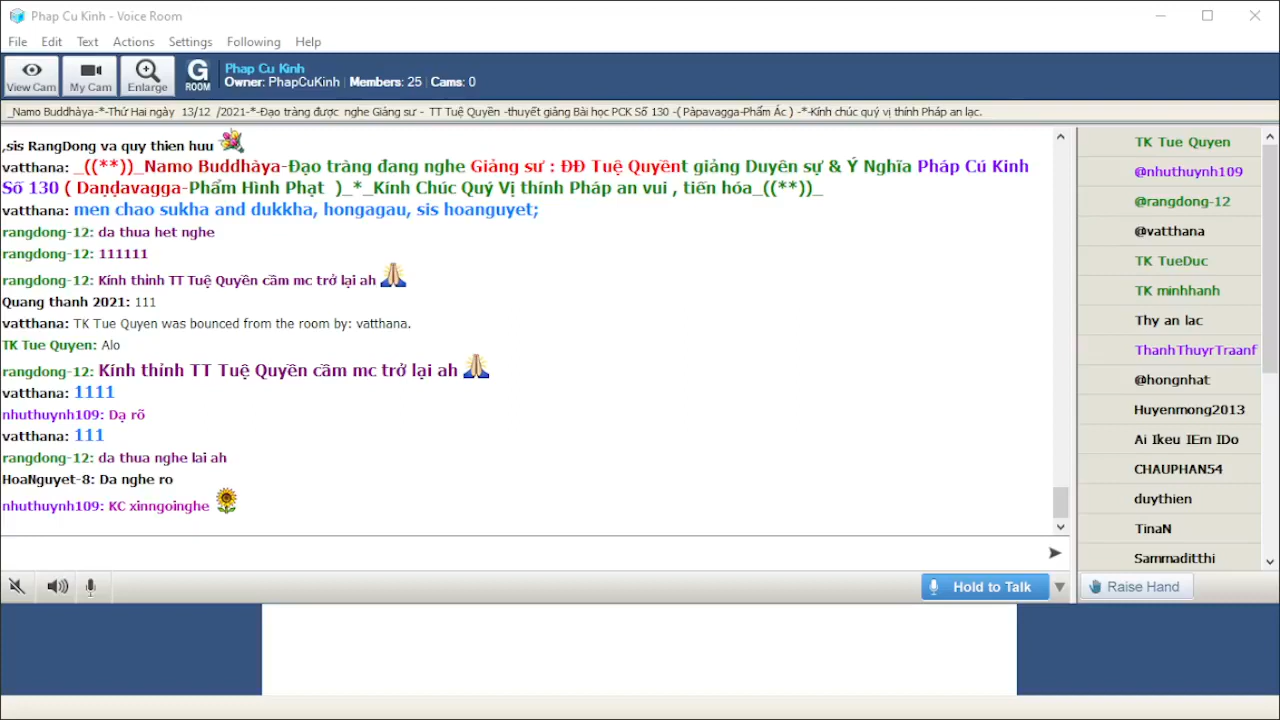 Phap Cu Kinh - Voice Room
File Edit Text Actions Settings Following Help
View Cam My Cam Enlarge G ROOM
Phap Cu Kinh
Owner: PhapCuKinh | Members: 25 | Cams: 0
_Namo Buddhàya-*-Thứ Hai ngày 13/12 /2021-*-Đạo tràng được nghe Giảng sư - TT Tuệ Quyền -thuyết giảng Bài học PCK Số 130 -( Pàpavagga-Phẩm Ác ) -*-Kính chúc quý vị thính Pháp an lạc.
,sis RangDong va quy thien huu
vatthana: _((**))_Namo Buddhàya-Đạo tràng đang nghe Giảng sư : ĐĐ Tuệ Quyềnt giảng Duyên sự & Ý Nghĩa Pháp Cú Kinh
Số 130 ( Daṇḍavagga-Phẩm Hình Phạt )_*_Kính Chúc Quý Vị thính Pháp an vui , tiến hóa_((**))_
vatthana: men chao sukha and dukkha, hongagau, sis hoanguyet;
rangdong-12: da thua het nghe
rangdong-12: 111111
rangdong-12: Kính thỉnh TT Tuệ Quyền cầm mc trở lại ah
Quang thanh 2021: 111
vatthana: TK Tue Quyen was bounced from the room by: vatthana.
TK Tue Quyen: Alo
rangdong-12: Kính thỉnh TT Tuệ Quyền cầm mc trở lại ah
vatthana: 1111
nhuthuynh109: Dạ rõ
vatthana: 111
rangdong-12: da thua nghe lai ah
HoaNguyet-8: Da nghe ro
nhuthuynh109: KC xinngoinghe
Hold to Talk
TK Tue Quyen
@nhuthuynh109
@rangdong-12
@vatthana
TK TueDuc
TK minhhanh
Thy an lac
ThanhThuyrTraanf
@hongnhat
Huyenmong2013
Ai Ikeu IEm IDo
CHAUPHAN54
duythien
TinaN
Sammaditthi
Raise Hand